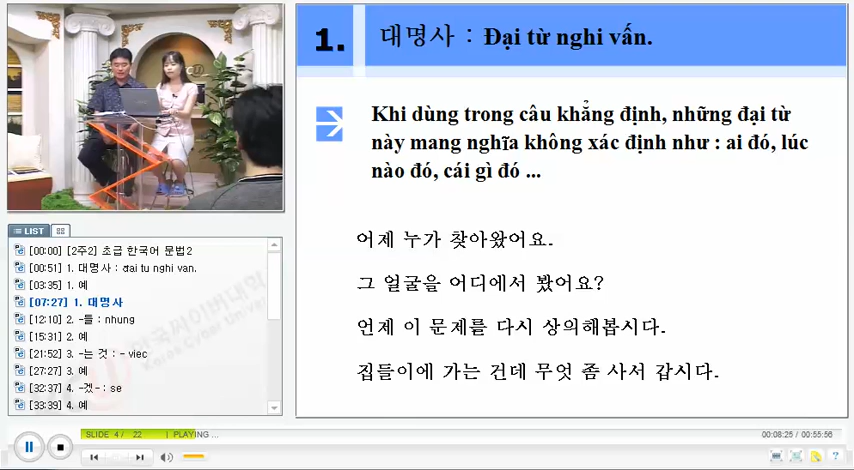 1. 대명사 : Đại từ nghi vấn.
Khi dùng trong câu khẳng định, những đại từ
này mang nghĩa không xác định như : ai đó, lúc
nào đó, cái gì đó ...
어제 누가 찾아왔어요.
그 얼굴을 어디에서 봤어요?
언제 이 문제를 다시 상의해봅시다.
집들이에 가는 건데 무엇 좀 사서 갑시다.
LIST
[00:00] [2주2] 초급 한국어 문법2
[00:51] 1. 대명사 : đai tu nghi van.
[03:35] 1. 예
[07:27] 1. 대명사
[12:10] 2. -들 : nhung
[15:31] 2. 예
[21:52] 3. -는 것 : - viec
[27:27] 3. 예
[32:37] 4. -겠- : se
[33:39] 4. 예
SLIDE 4 / 22 | PLAYING ...
00:08:25 / 00:55:56